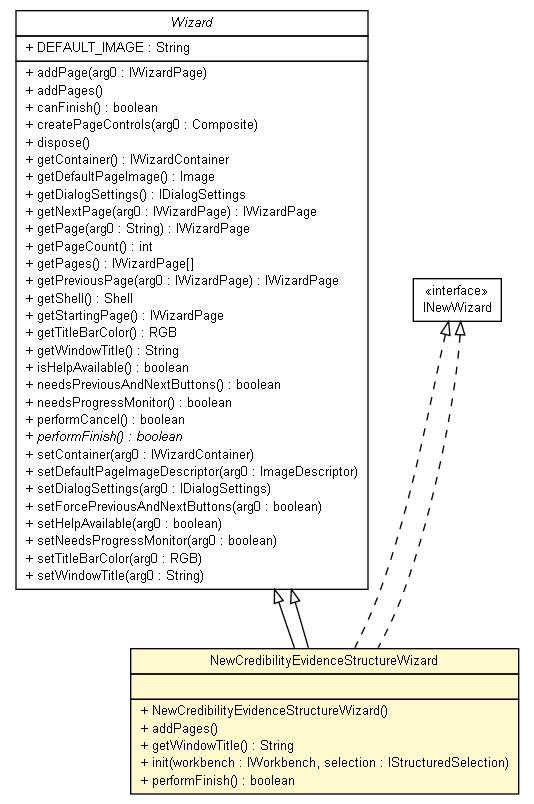 Wizard
+ DEFAULT_IMAGE : String
+ addPage(arg0 : IWizardPage)
+ addPages()
+ canFinish() : boolean
+ createPageControls(arg0 : Composite)
+ dispose()
+ getContainer() : IWizardContainer
+ getDefaultPageImage() : Image
+ getDialogSettings() : IDialogSettings
+ getNextPage(arg0 : IWizardPage) : IWizardPage
+ getPage(arg0 : String) : IWizardPage
+ getPageCount() : int
+ getPages() : IWizardPage[]
+ getPreviousPage(arg0 : IWizardPage) : IWizardPage
+ getShell() : Shell
+ getStartingPage() : IWizardPage
+ getTitleBarColor() : RGB
+ getWindowTitle() : String
+ isHelpAvailable() : boolean
+ needsPreviousAndNextButtons() : boolean
+ needsProgressMonitor() : boolean
+ performCancel() : boolean
+ performFinish() : boolean
+ setContainer(arg0 : IWizardContainer)
+ setDefaultPageImageDescriptor(arg0 : ImageDescriptor)
+ setDialogSettings(arg0 : IDialogSettings)
+ setForcePreviousAndNextButtons(arg0 : boolean)
+ setHelpAvailable(arg0 : boolean)
+ setNeedsProgressMonitor(arg0 : boolean)
+ setTitleBarColor(arg0 : RGB)
+ setWindowTitle(arg0 : String)
«interface»
INewWizard
NewCredibilityEvidenceStructureWizard
+ NewCredibilityEvidenceStructureWizard()
+ addPages()
+ getWindowTitle() : String
+ init(workbench : IWorkbench, selection : IStructuredSelection)
+ performFinish() : boolean